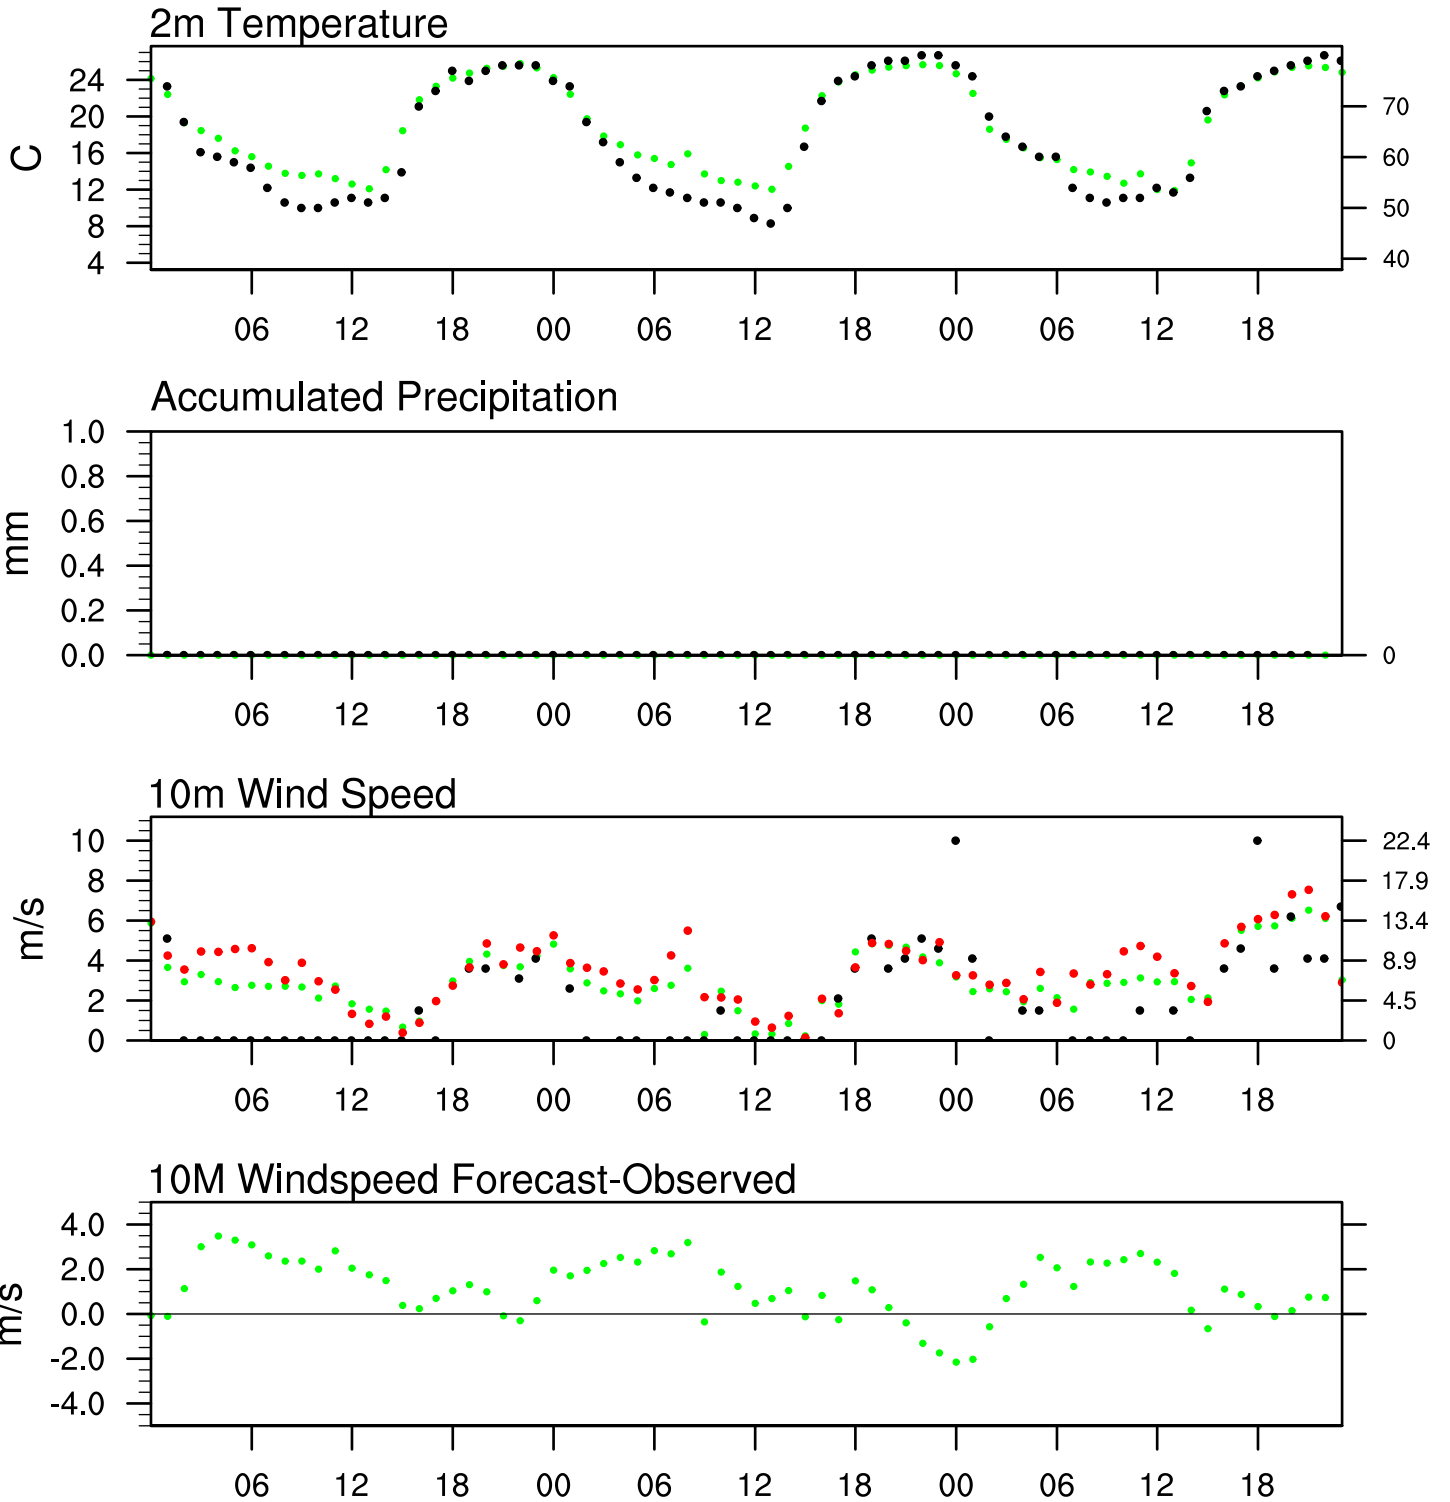 2m Temperature
24
20
16
12
8
4
C
70
60
50
40
06 12 18 00 06 12 18 00 06 12 18
Accumulated Precipitation
1.0
0.8
0.6
0.4
0.2
0.0
mm
0
06 12 18 00 06 12 18 00 06 12 18
10m Wind Speed
10
8
6
4
2
0
m/s
22.4
17.9
13.4
8.9
4.5
0
06 12 18 00 06 12 18 00 06 12 18
10M Windspeed Forecast-Observed
4.0
2.0
0.0
-2.0
-4.0
m/s
06 12 18 00 06 12 18 00 06 12 18